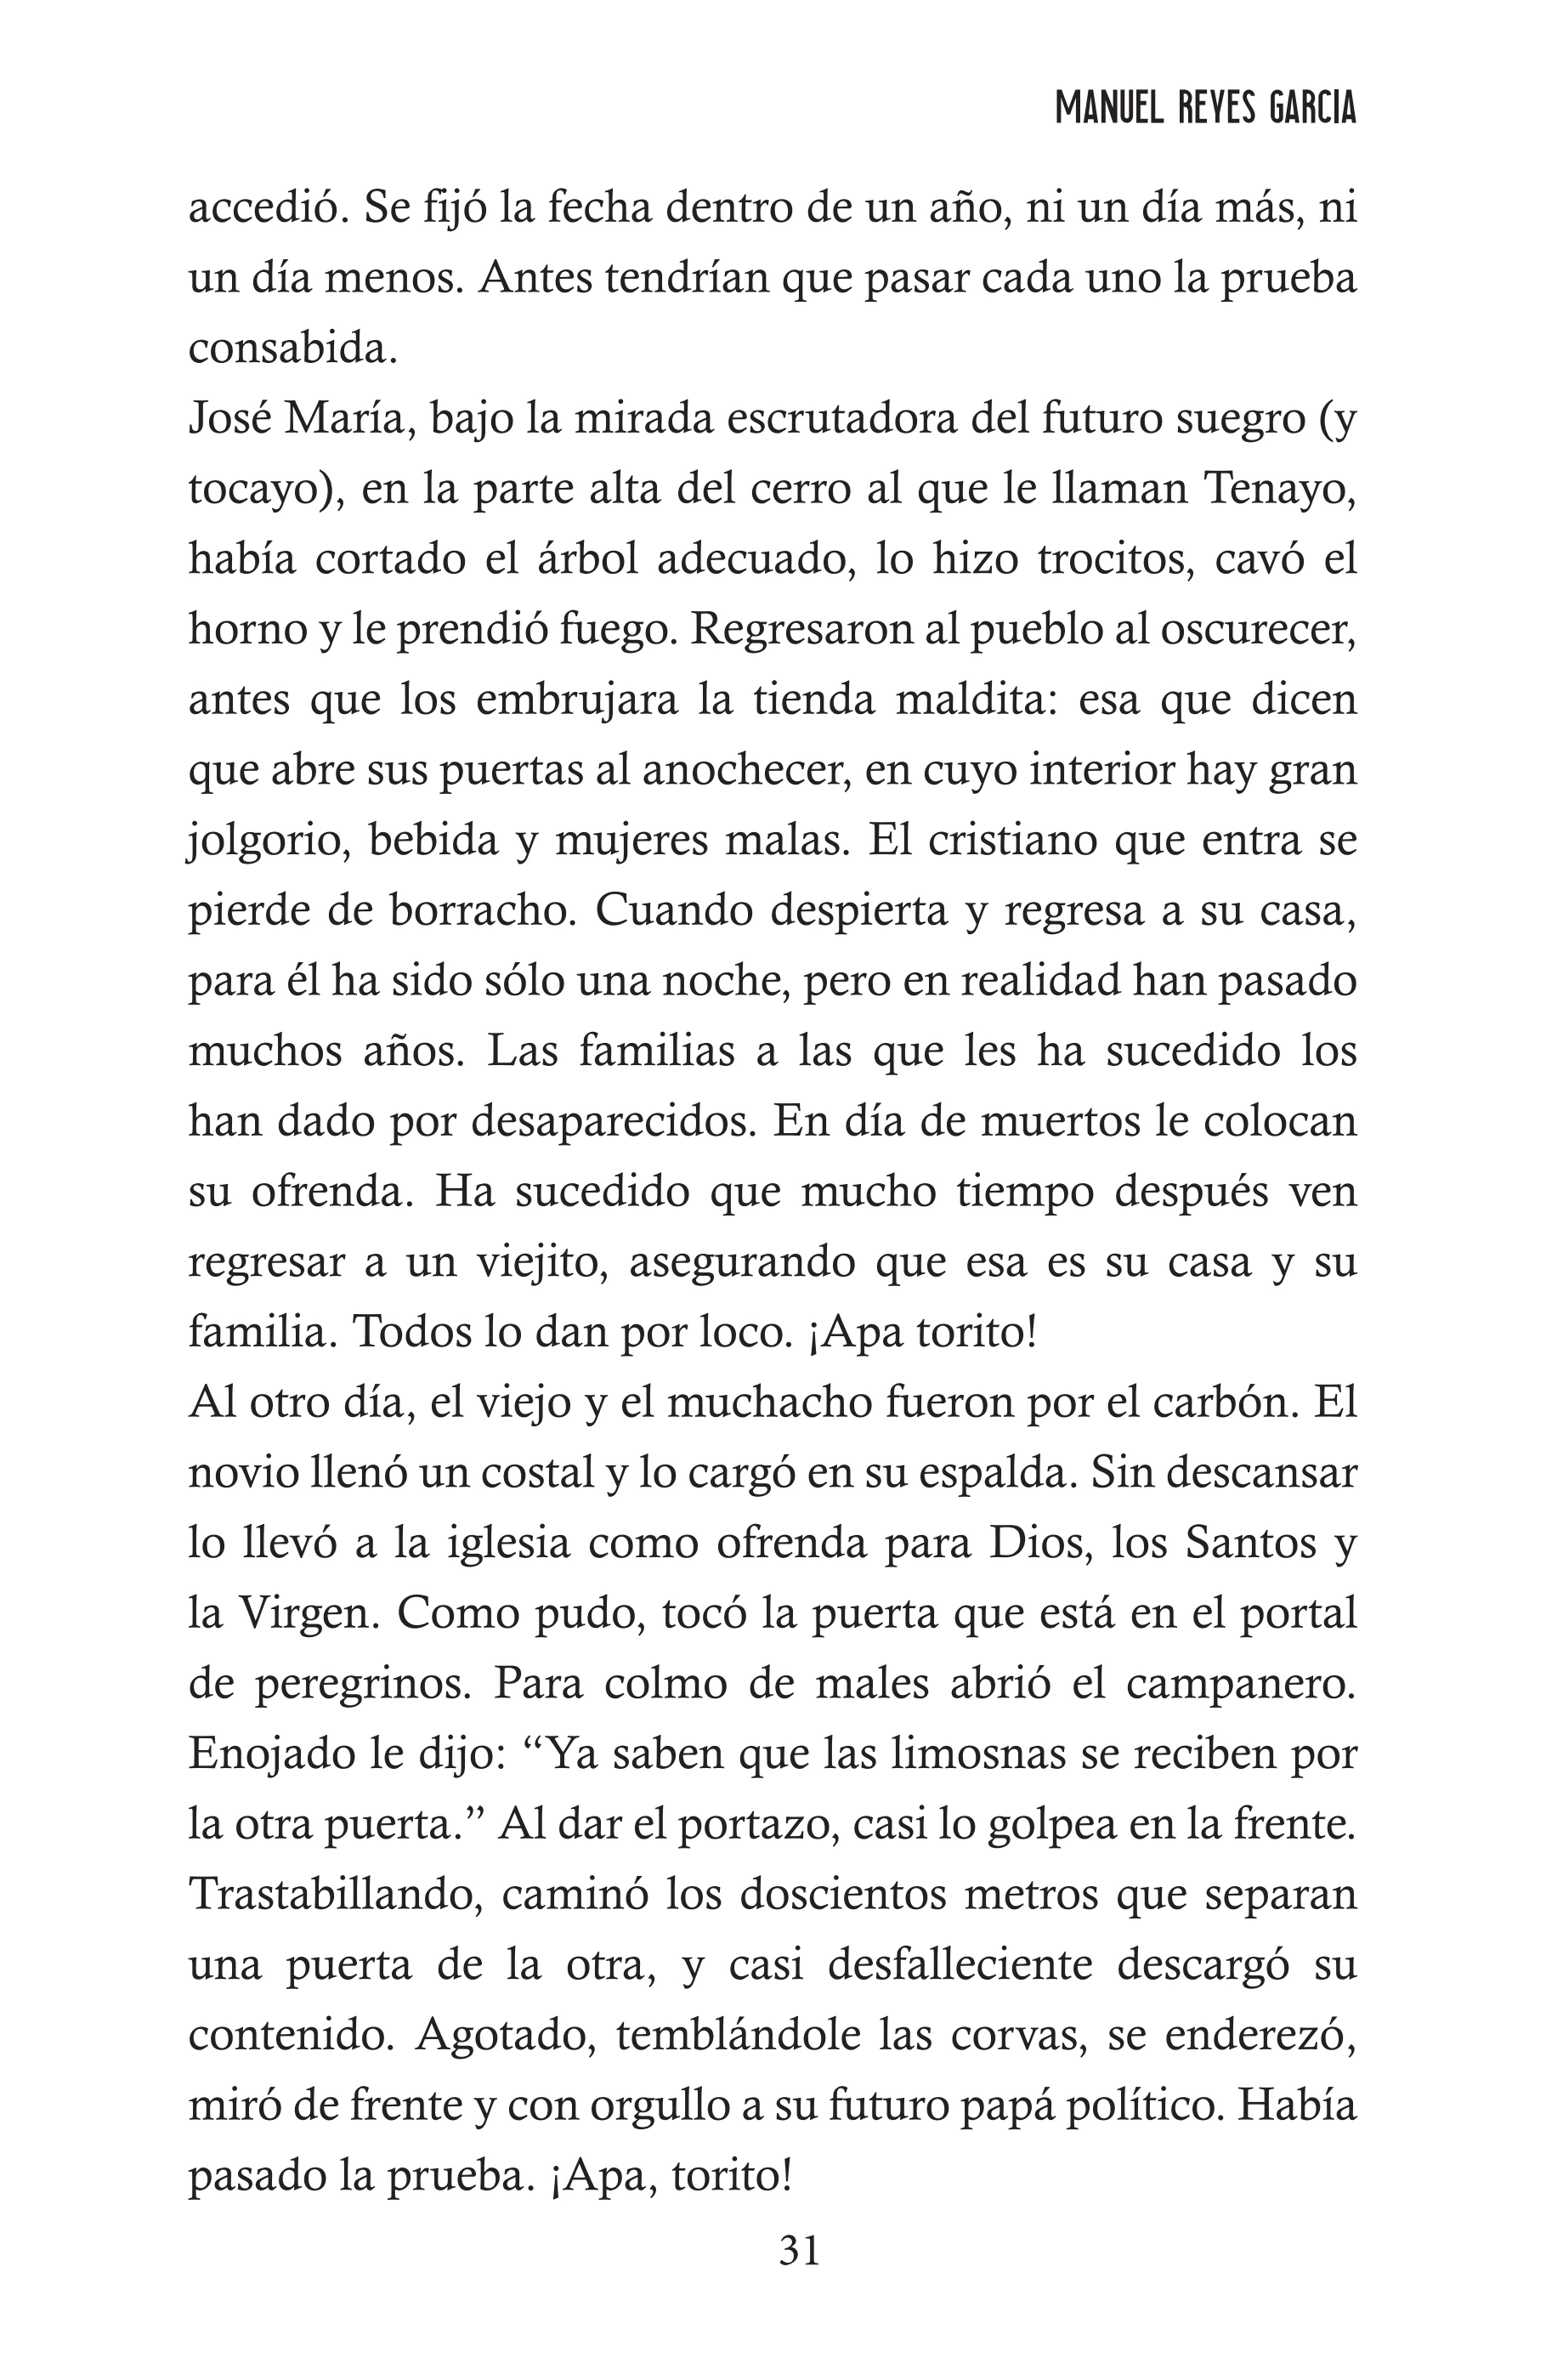 MANUEL REYES GARCIA
accedió. Se fijó la fecha dentro de un año, ni un día más, ni
un día menos. Antes tendrían que pasar cada uno la prueba
consabida.
José María, bajo la mirada escrutadora del futuro suegro (y
tocayo), en la parte alta del cerro al que le llaman Tenayo,
había cortado el árbol adecuado, lo hizo trocitos, cavó el
horno y le prendió fuego. Regresaron al pueblo al oscurecer,
antes que los embrujara la tienda maldita: esa que dicen
que abre sus puertas al anochecer, en cuyo interior hay gran
jolgorio, bebida y mujeres malas. El cristiano que entra se
pierde de borracho. Cuando despierta y regresa a su casa,
para él ha sido sólo una noche, pero en realidad han pasado
muchos años. Las familias a las que les ha sucedido los
han dado por desaparecidos. En día de muertos le colocan
su ofrenda. Ha sucedido que mucho tiempo después ven
regresar a un viejito, asegurando que esa es su casa y su
familia. Todos lo dan por loco. ¡Apa torito!
Al otro día, el viejo y el muchacho fueron por el carbón. El
novio llenó un costal y lo cargó en su espalda. Sin descansar
lo llevó a la iglesia como ofrenda para Dios, los Santos y
la Virgen. Como pudo, tocó la puerta que está en el portal
de peregrinos. Para colmo de males abrió el campanero.
Enojado le dijo: “Ya saben que las limosnas se reciben por
la otra puerta.” Al dar el portazo, casi lo golpea en la frente.
Trastabillando, caminó los doscientos metros que separan
una puerta de la otra, y casi desfalleciente descargó su
contenido. Agotado, temblándole las corvas, se enderezó,
miró de frente y con orgullo a su futuro papá político. Había
pasado la prueba. ¡Apa, torito!
31